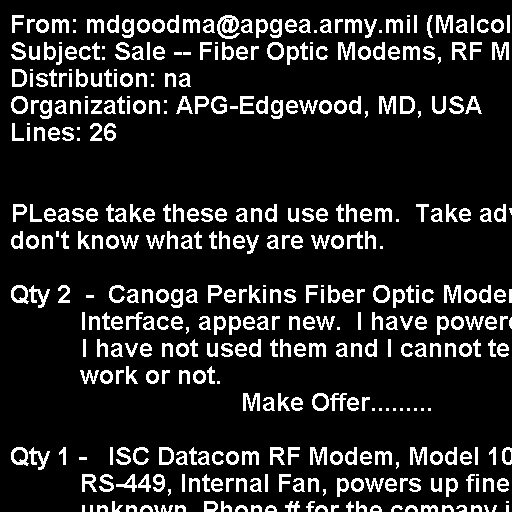 From: mdgoodma@apgea.army.mil (Malcol
Subject: Sale -- Fiber Optic Modems, RF M
Distribution: na
Organization: APG-Edgewood, MD, USA
Lines: 26
PLease take these and use them.  Take adv
don't know what they are worth.
Qty 2  -  Canoga Perkins Fiber Optic Modem
Interface, appear new.  I have powere
I have not used them and I cannot te
work or not.
Make Offer.........
Qty 1 -   ISC Datacom RF Modem, Model 10
RS-449, Internal Fan, powers up fine
unknown. Phone # for the company i